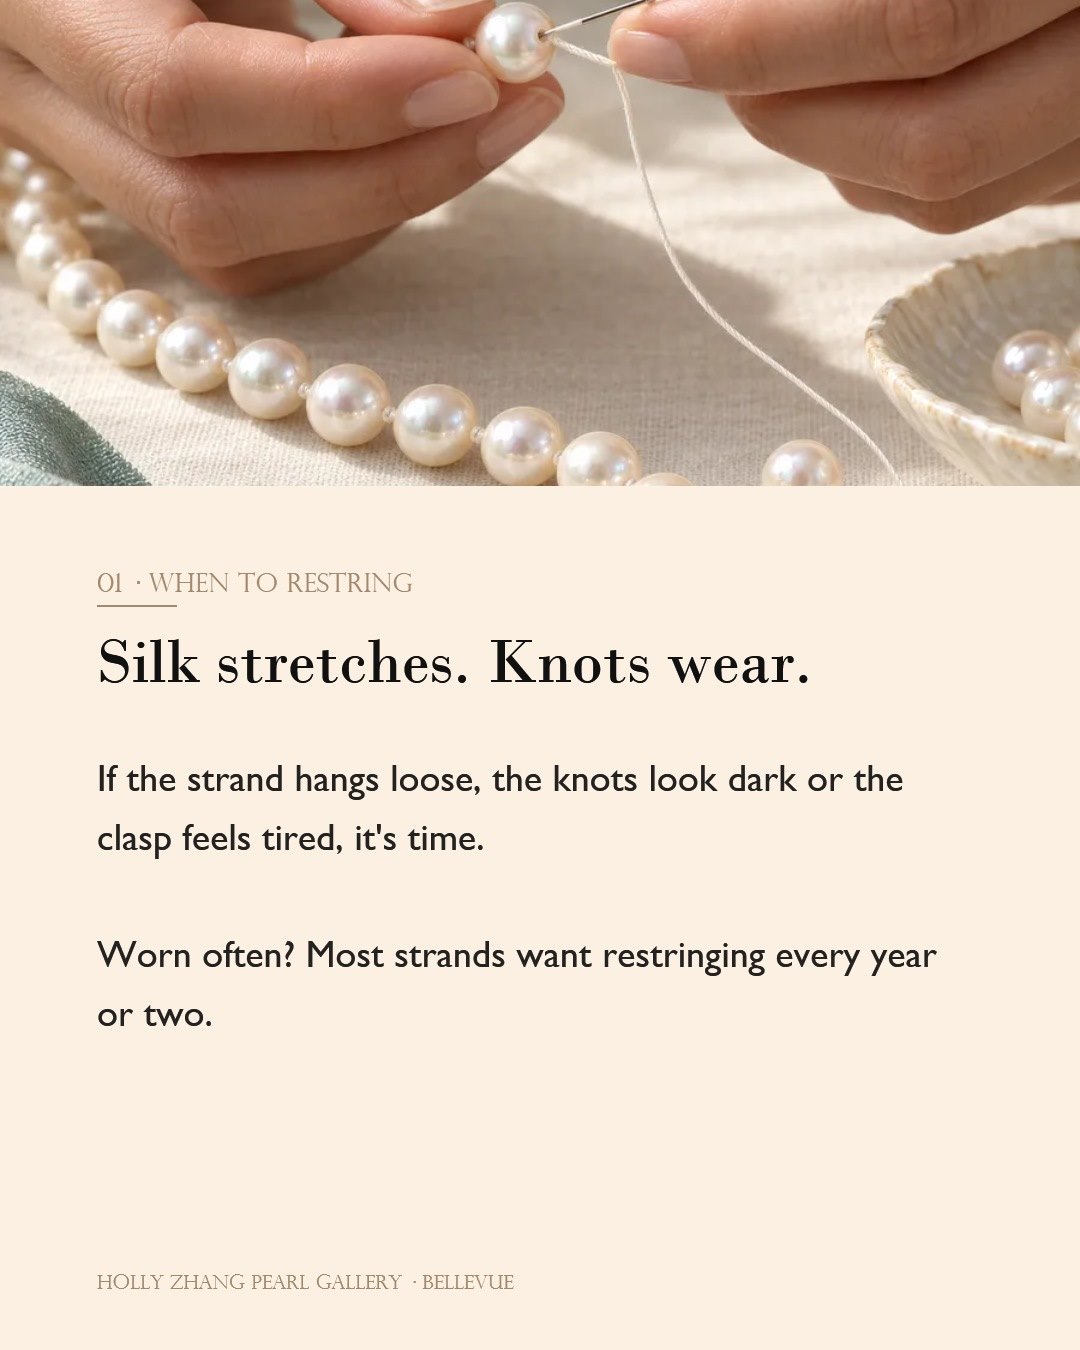 01 · WHEN TO RESTRING
Silk stretches. Knots wear.
If the strand hangs loose, the knots look dark or the
clasp feels tired, it's time.
Worn often? Most strands want restringing every year
or two.
HOLLY ZHANG PEARL GALLERY · BELLEVUE